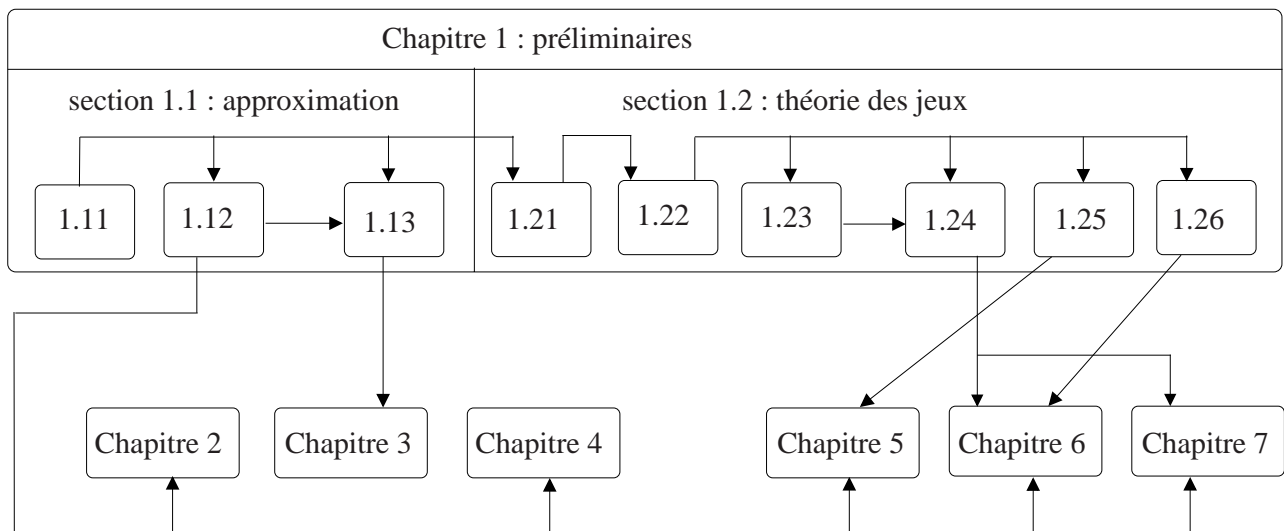 Chapitre 1 : préliminaires
section 1.1 : approximation
section 1.2 : théorie des jeux
1.11
1.12
1.13
1.21
1.22
1.23
1.24
1.25
1.26
Chapitre 2
Chapitre 3
Chapitre 4
Chapitre 5
Chapitre 6
Chapitre 7